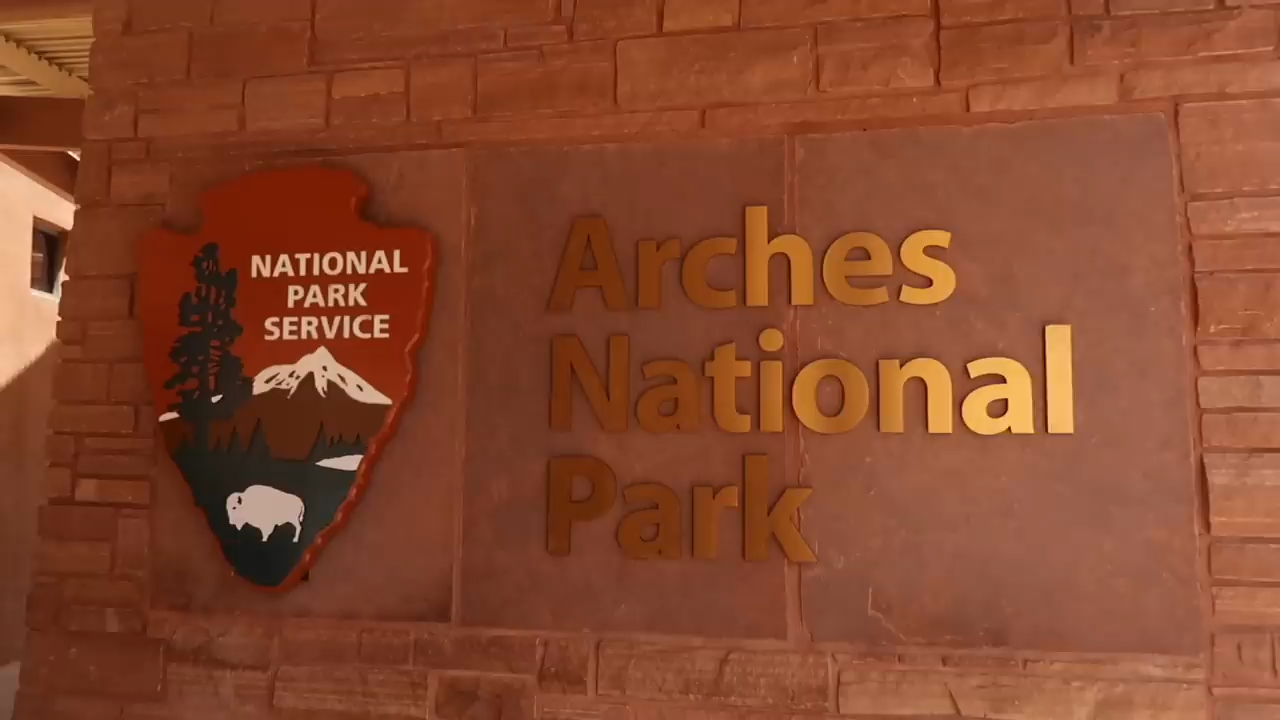 NATIONAL
PARK
SERVICE
Arches
National
Park